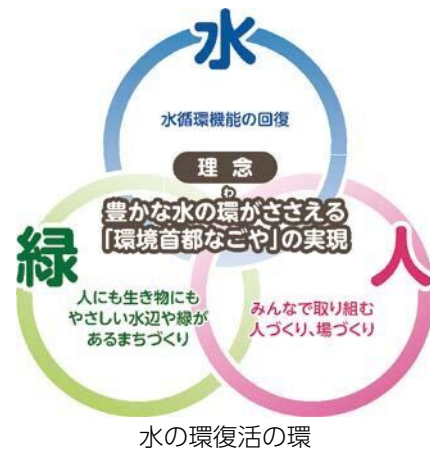 水
水循環機能の回復
理念
わ
豊かな水の環がささえる
「環境首都なごや」の実現
緑
人にも生き物にも
やさしい水辺や緑が
あるまちづくり
人
みんなで取り組む
人づくり、場づくり
水の環復活の環